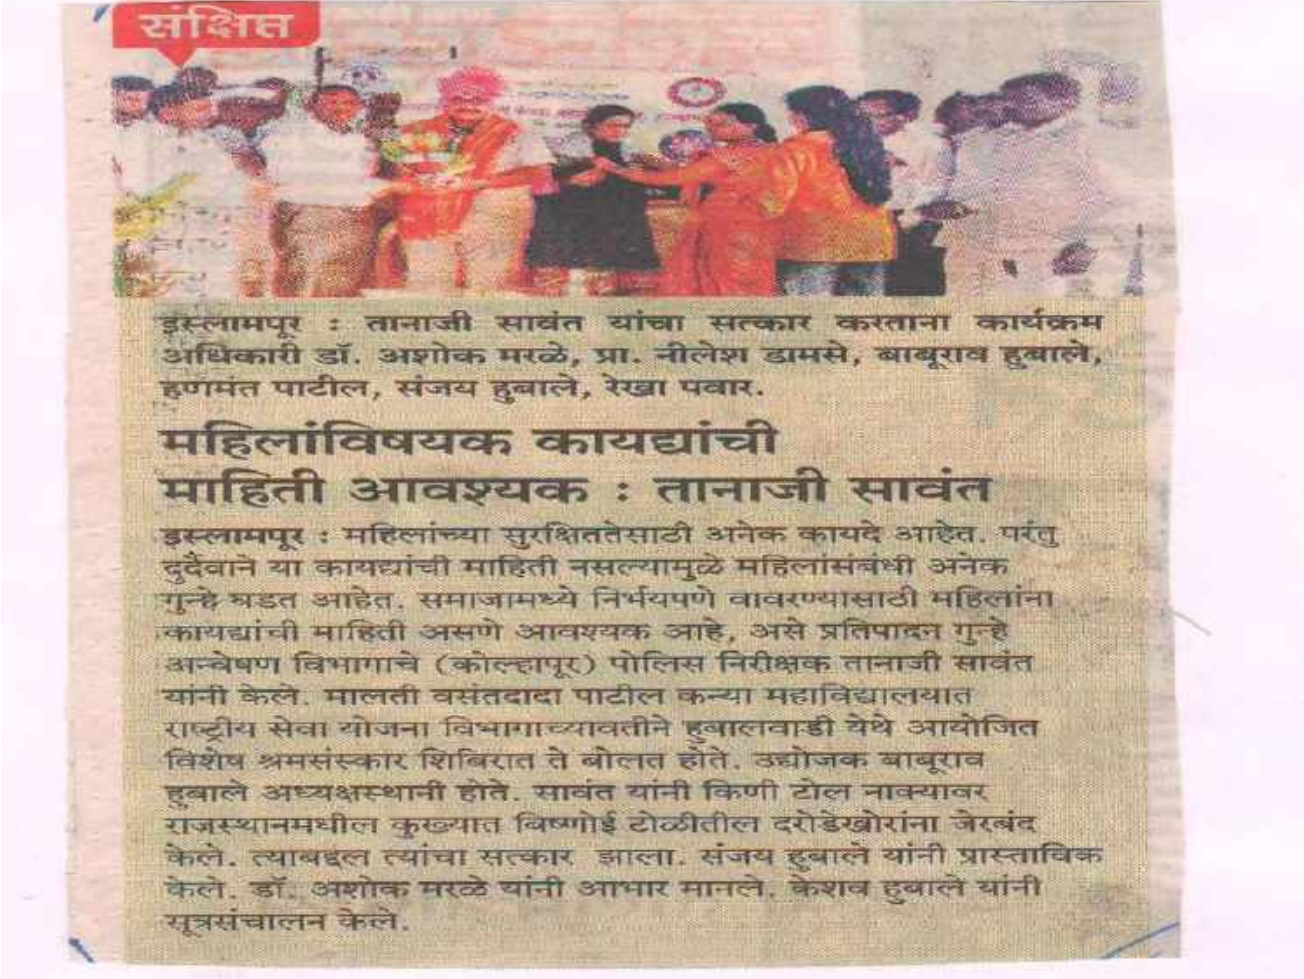 संक्षिप्त
इस्लामपूर : तानाजी सावंत यांचा सत्कार करताना कार्यक्रम
अधिकारी डॉ. अशोक मरळे, प्रा. नीलेश डामसे, बाबूराव हुबाले,
हणमंत पाटील, संजय हुबाले, रेखा पवार.
महिलांविषयक कायद्यांची
माहिती आवश्यक : तानाजी सावंत
इस्लामपूर : महिलांच्या सुरक्षिततेसाठी अनेक कायदे आहेत. परंतु
दुर्दैवाने या कायद्यांची माहिती नसल्यामुळे महिलांसंबंधी अनेक
गुन्हे घडत आहेत. समाजामध्ये निर्भयपणे वावरण्यासाठी महिलांना
कायद्यांची माहिती असणे आवश्यक आहे, असे प्रतिपादन गुन्हे
अन्वेषण विभागाचे (कोल्हापूर) पोलिस निरीक्षक तानाजी सावंत
यांनी केले. मालती वसंतदादा पाटील कन्या महाविद्यालयात
राष्ट्रीय सेवा योजना विभागाच्यावतीने हुबालवाडी येथे आयोजित
विशेष श्रमसंस्कार शिबिरात ते बोलत होते. उद्योजक बाबूराव
हुबाले अध्यक्षस्थानी होते. सावंत यांनी किणी टोल नाक्यावर
राजस्थानमधील कुख्यात बिष्णोई टोळीतील दरोडेखोरांना जेरबंद
केले. त्याबद्दल त्यांचा सत्कार झाला. संजय हुबाले यांनी प्रास्ताविक
केले. डॉ. अशोक मरळे यांनी आभार मानले. केशव हुबाले यांनी
सूत्रसंचालन केले.